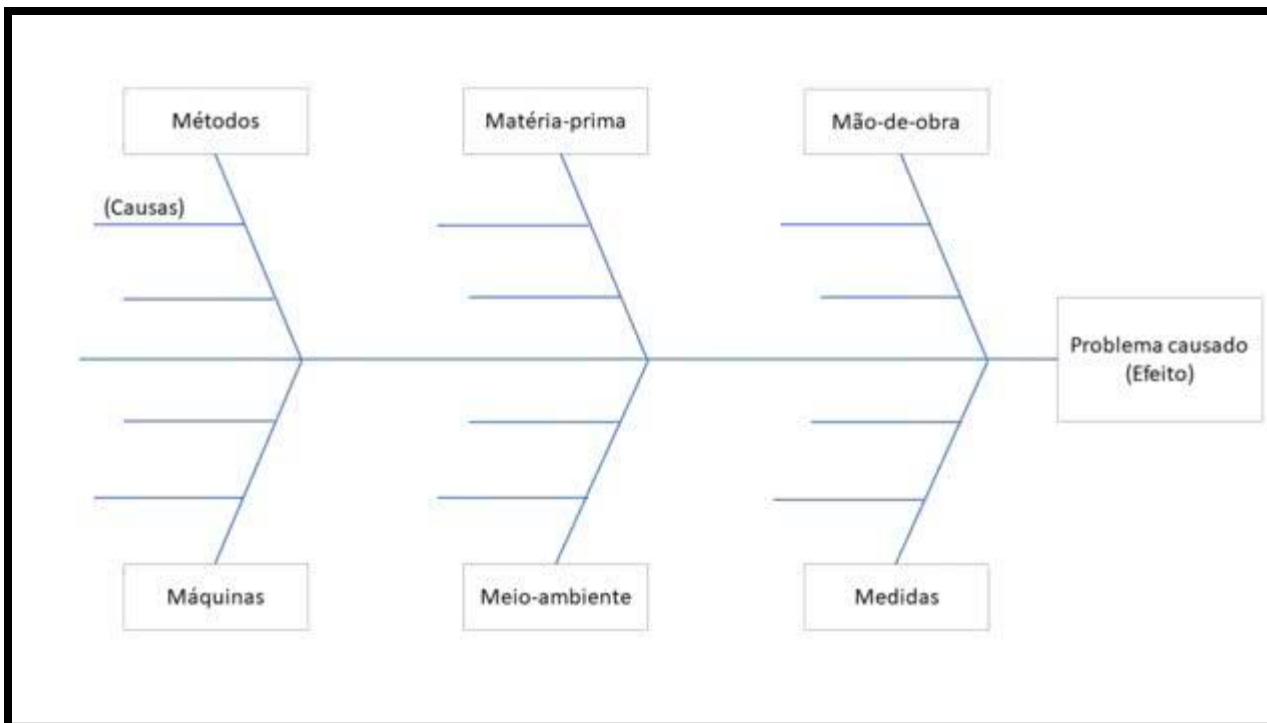 Métodos
Matéria-prima
Mão-de-obra
(Causas)
Problema causado
(Efeito)
Máquinas
Meio-ambiente
Medidas